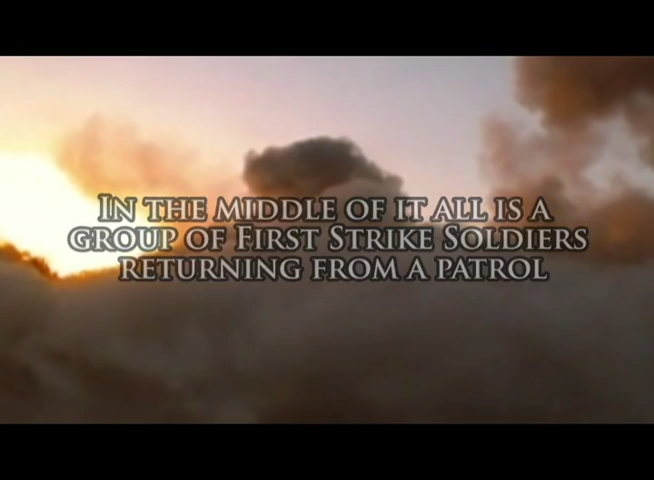 In the middle of it all is a
group of First Strike Soldiers
returning from a patrol